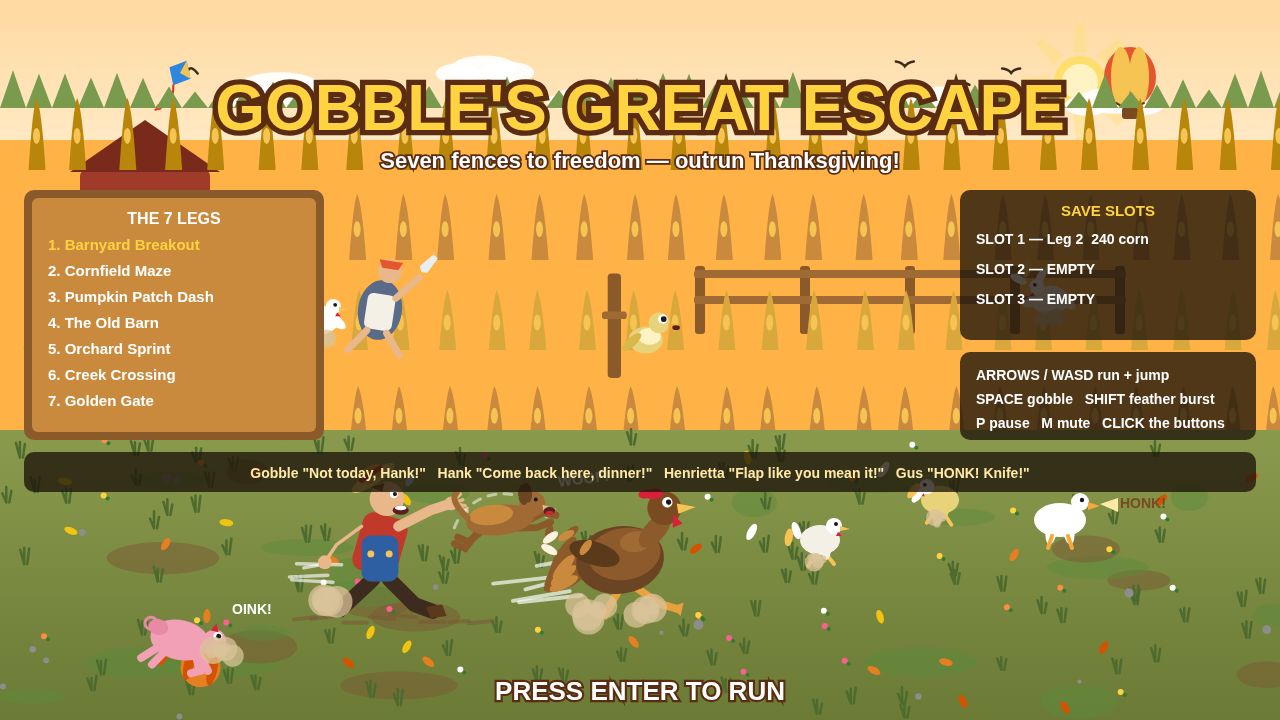 GOBBLE'S GREAT ESCAPE
Seven fences to freedom — outrun Thanksgiving!
THE 7 LEGS
1. Barnyard Breakout
2. Cornfield Maze
3. Pumpkin Patch Dash
4. The Old Barn
5. Orchard Sprint
6. Creek Crossing
7. Golden Gate
SAVE SLOTS
SLOT 1 — Leg 2  240 corn
SLOT 2 — EMPTY
SLOT 3 — EMPTY
ARROWS / WASD run + jump
SPACE gobble   SHIFT feather burst
P pause   M mute   CLICK the buttons
Gobble "Not today, Hank!"   Hank "Come back here, dinner!"   Henrietta "Flap like you mean it!"   Gus "HONK! Knife!"
HONK!
OINK!
PRESS ENTER TO RUN